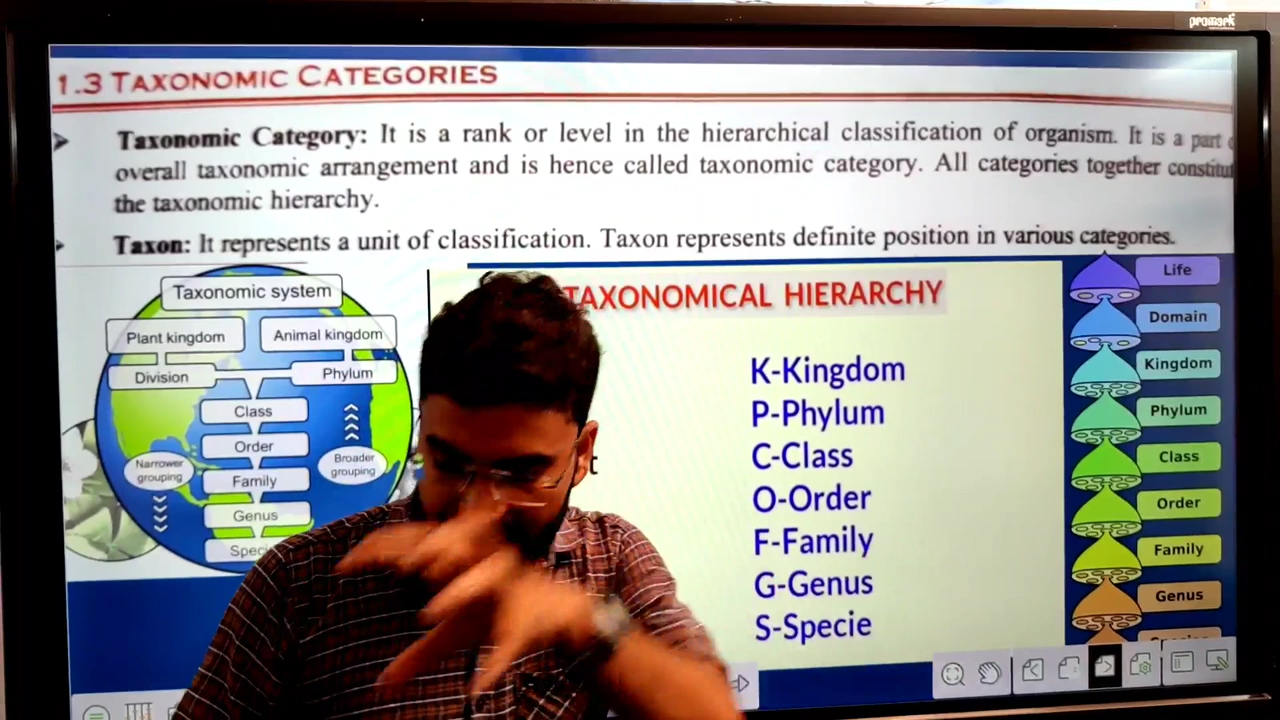 promark
1.3 TAXONOMIC CATEGORIES
Taxonomic Category: It is a rank or level in the hierarchical classification of organism. It is a part
overall taxonomic arrangement and is hence called taxonomic category. All categories together constitu
the taxonomic hierarchy.
Taxon: It represents a unit of classification. Taxon represents definite position in various categories.
Taxonomic system
Plant kingdom
Animal kingdom
Division
Phylum
Class
Order
Family
Genus
Speci
Narrower
grouping
Broader
grouping
TAXONOMICAL HIERARCHY
K-Kingdom
P-Phylum
C-Class
O-Order
F-Family
G-Genus
S-Specie
t
Life
Domain
Kingdom
Phylum
Class
Order
Family
Genus